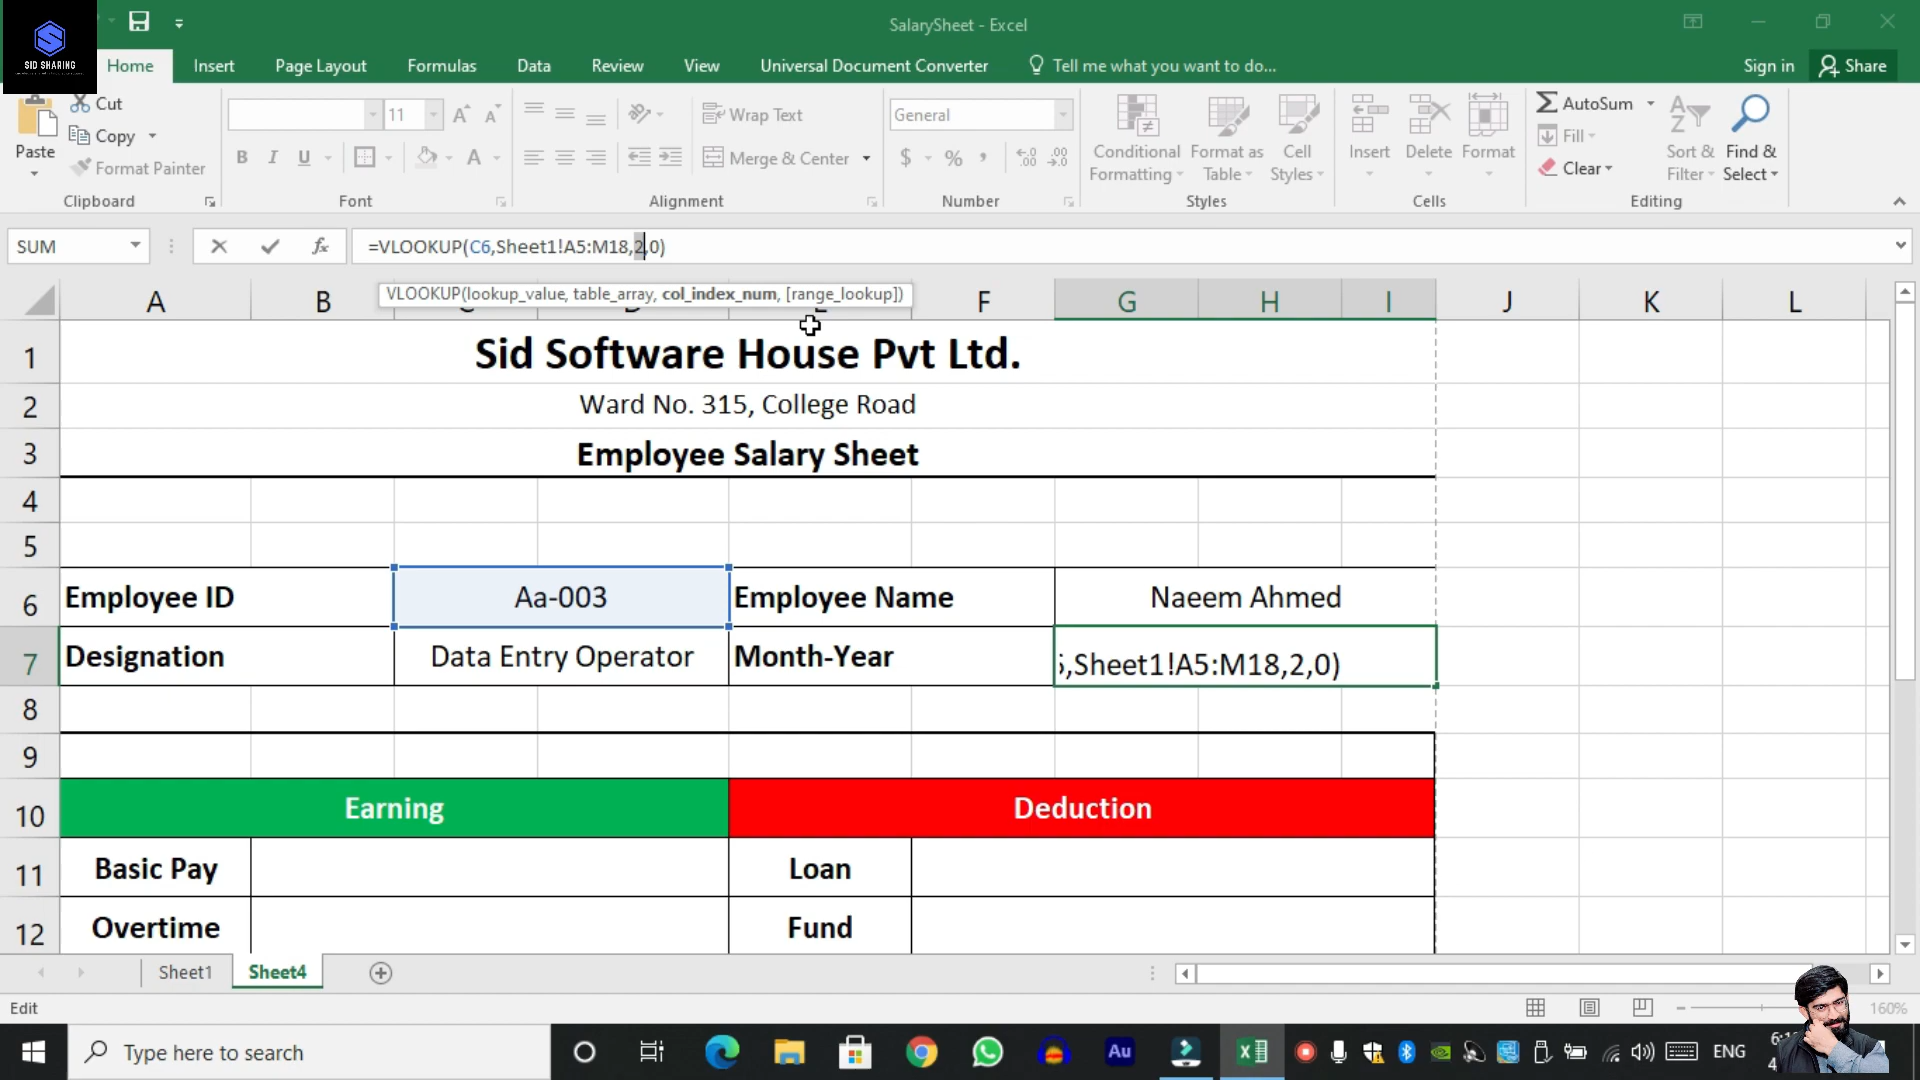 SID SHARING
SalarySheet - Excel
Home Insert Page Layout Formulas Data Review View Universal Document Converter Tell me what you want to do... Sign in Share
Paste Cut Copy Format Painter
11 Wrap Text Merge & Center
General
Conditional Formatting Format as Table Cell Styles
Insert Delete Format
AutoSum Fill Clear Sort & Filter Find & Select
Clipboard Font Alignment Number Styles Cells Editing
SUM =VLOOKUP(C6,Sheet1!A5:M18,2,0)
VLOOKUP(lookup_value, table_array, col_index_num, [range_lookup])
A B F G H I J K L
1 Sid Software House Pvt Ltd.
2 Ward No. 315, College Road
3 Employee Salary Sheet
4
5
6 Employee ID Aa-003 Employee Name Naeem Ahmed
7 Designation Data Entry Operator Month-Year ,Sheet1!A5:M18,2,0)
8
9
10 Earning Deduction
11 Basic Pay Loan
12 Overtime Fund
Sheet1 Sheet4
Edit 160%
Type here to search Au ENG